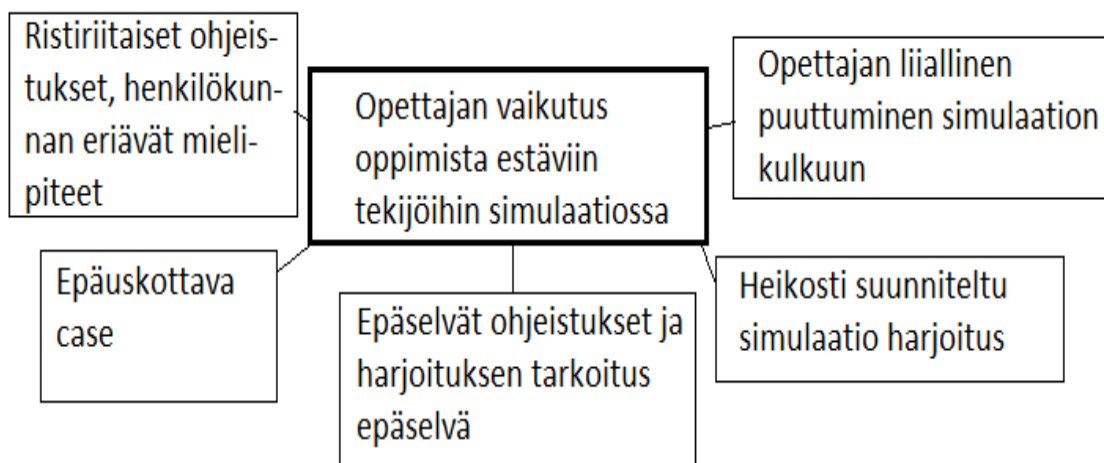 Ristiriitaiset ohjeis-
tukset, henkilökun-
nan eriävät mieli-
piteet
Opettajan vaikutus
oppimista estäviin
tekijöihin simulaatiossa
Opettajan liiallinen
puuttuminen simulaation
kulkuun
Epäuskottava
case
Epäselvät ohjeistukset ja
harjoituksen tarkoitus
epäselvä
Heikosti suunniteltu
simulaatio harjoitus